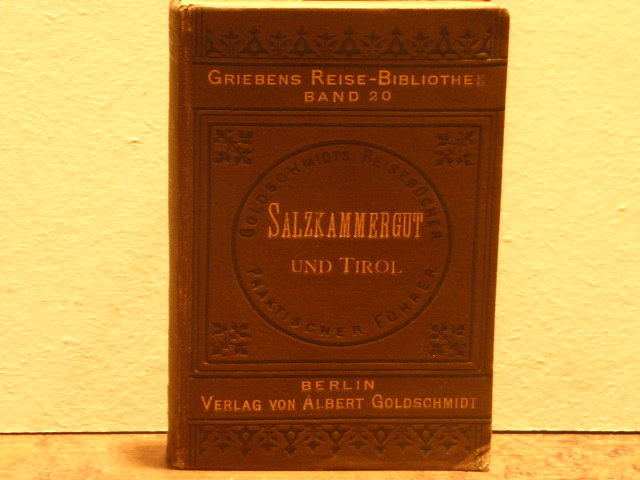 GRIEBENS REISE-BIBLIOTHEK
BAND 20
GOLDSCHMIDTS REISEBÜCHER
SALZKAMMERGUT
UND TIROL
PRAKTISCHER FÜHRER.
BERLIN
VERLAG VON ALBERT GOLDSCHMIDT